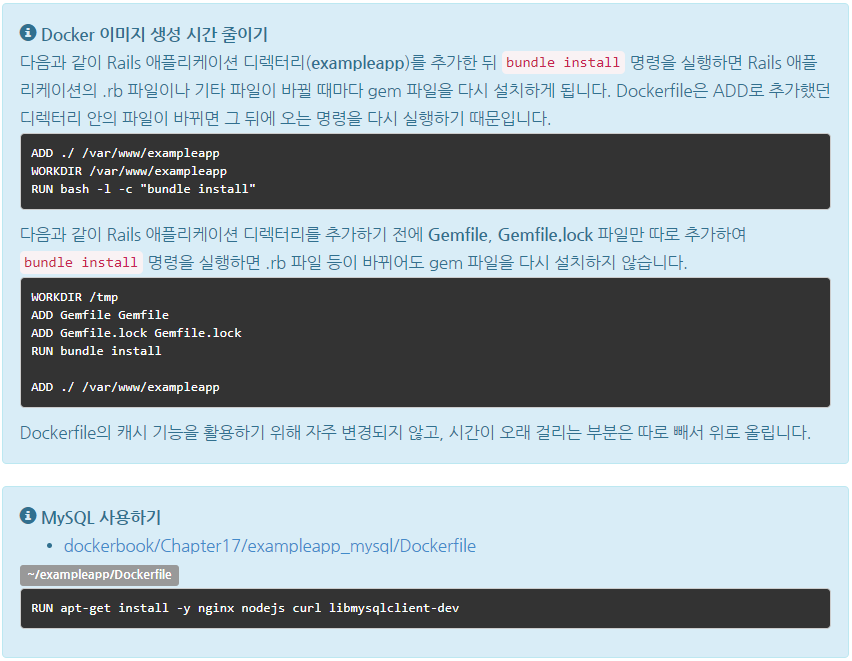 Docker 이미지 생성 시간 줄이기
다음과 같이 Rails 애플리케이션 디렉터리(exampleapp)를 추가한 뒤 bundle install 명령을 실행하면 Rails 애플
리케이션의 .rb 파일이나 기타 파일이 바뀔 때마다 gem 파일을 다시 설치하게 됩니다. Dockerfile은 ADD로 추가했던
디렉터리 안의 파일이 바뀌면 그 뒤에 오는 명령을 다시 실행하기 때문입니다.
ADD ./ /var/www/exampleapp
WORKDIR /var/www/exampleapp
RUN bash -l -c "bundle install"
다음과 같이 Rails 애플리케이션 디렉터리를 추가하기 전에 Gemfile, Gemfile.lock 파일만 따로 추가하여
bundle install 명령을 실행하면 .rb 파일 등이 바뀌어도 gem 파일을 다시 설치하지 않습니다.
WORKDIR /tmp
ADD Gemfile Gemfile
ADD Gemfile.lock Gemfile.lock
RUN bundle install
ADD ./ /var/www/exampleapp
Dockerfile의 캐시 기능을 활용하기 위해 자주 변경되지 않고, 시간이 오래 걸리는 부분은 따로 빼서 위로 올립니다.
MySQL 사용하기
• dockerbook/Chapter17/exampleapp_mysql/Dockerfile
~/exampleapp/Dockerfile
RUN apt-get install -y nginx nodejs curl libmysqlclient-dev